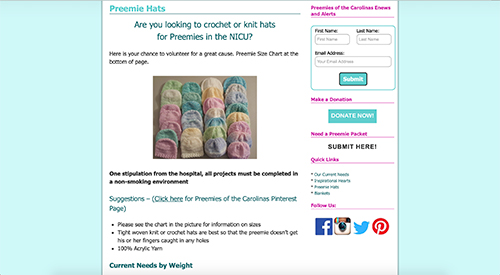 Preemie Hats
Are you looking to crochet or knit hats
for Preemies in the NICU?
Here is your chance to volunteer for a great cause. Preemie Size Chart at the
bottom of page.
One stipulation from the hospital, all projects must be completed in
a non-smoking environment
Suggestions – (Click here for Preemies of the Carolinas Pinterest
Page)
• Please see the chart in the picture for information on sizes
• Tight woven knit or crochet hats are best so that the preemie doesn't get
his or her fingers caught in any holes
• 100% Acrylic Yarn
Current Needs by Weight
Preemies of the Carolinas Enews
and Alerts
First Name: Last Name:
First Name Last Name
Email Address:
Your Email Address
Submit
Make a Donation
DONATE NOW!
Need a Preemie Packet
SUBMIT HERE!
Quick Links
* Our Current Needs
* Inspirational Hearts
* Preemie Hats
* Blankets
Follow Us: